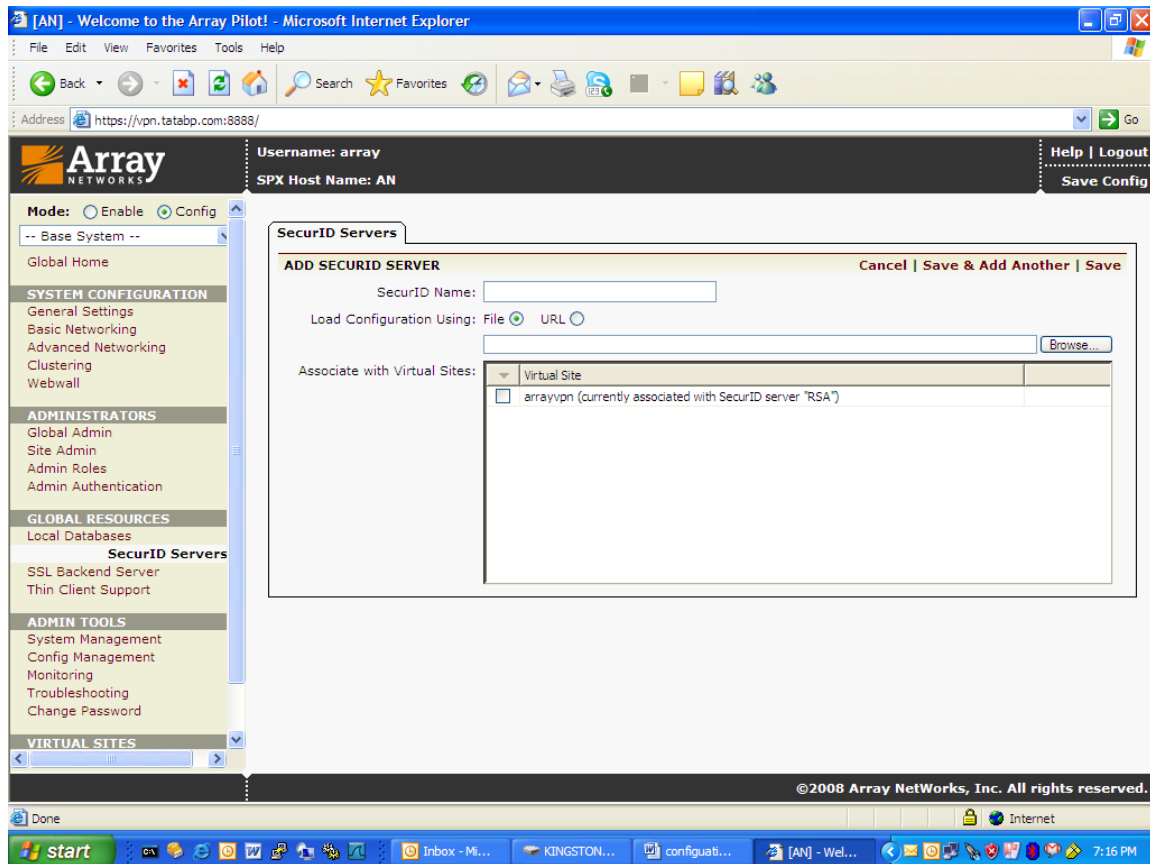 [AN] - Welcome to the Array Pilot! - Microsoft Internet Explorer
File Edit View Favorites Tools Help
Back Search Favorites
Address https://vpn.tatabp.com:8888/ Go
Array NETWORKS
Username: array
SPX Host Name: AN
Help | Logout
Save Config
Mode: Enable Config
-- Base System --
Global Home
SYSTEM CONFIGURATION
General Settings
Basic Networking
Advanced Networking
Clustering
Webwall
ADMINISTRATORS
Global Admin
Site Admin
Admin Roles
Admin Authentication
GLOBAL RESOURCES
Local Databases
SecurID Servers
SSL Backend Server
Thin Client Support
ADMIN TOOLS
System Management
Config Management
Monitoring
Troubleshooting
Change Password
VIRTUAL SITES
SecurID Servers
ADD SECURID SERVER
Cancel | Save & Add Another | Save
SecurID Name:
Load Configuration Using: File URL
Browse...
Associate with Virtual Sites:
Virtual Site
arrayvpn (currently associated with SecurID server "RSA")
©2008 Array NetWorks, Inc. All rights reserved.
Done
Internet
start
Inbox - Mi...
KINGSTON...
configuati...
[AN] - Wel...
7:16 PM